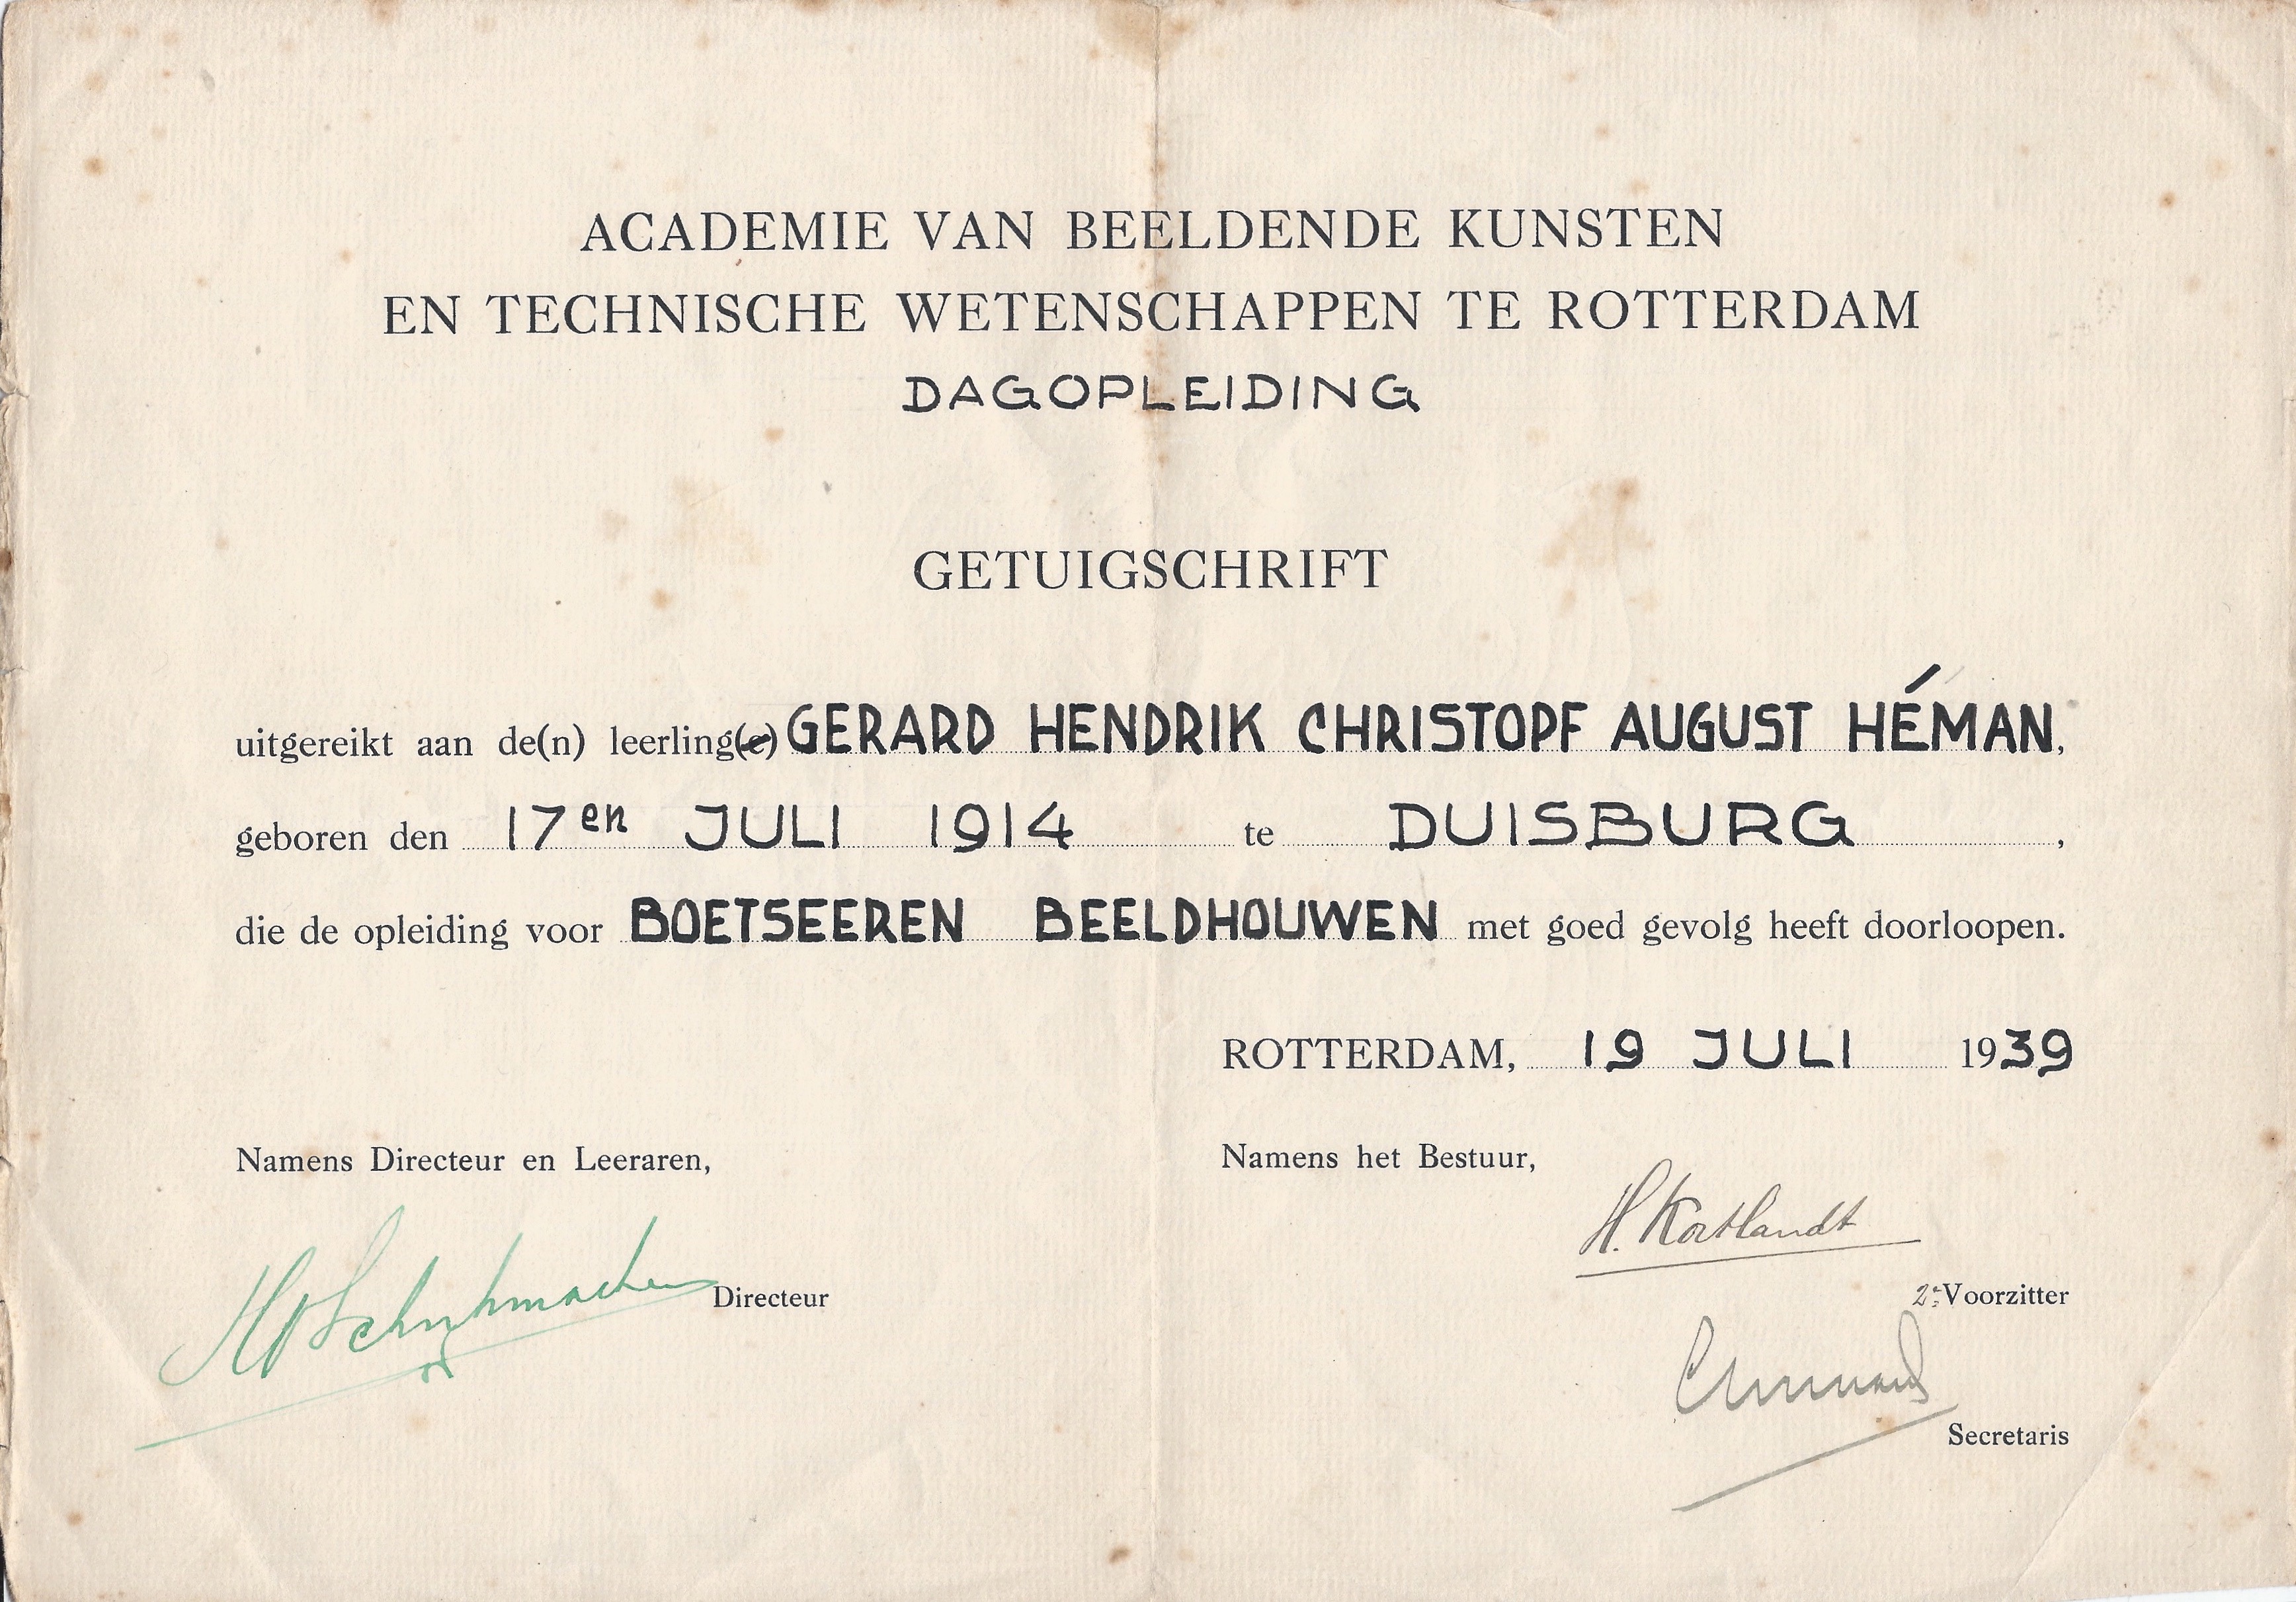 ACADEMIE VAN BEELDENDE KUNSTEN
EN TECHNISCHE WETENSCHAPPEN TE ROTTERDAM
DAGOPLEIDING
GETUIGSCHRIFT
uitgereikt aan de(n) leerling(e) GERARD HENDRIK CHRISTOPF AUGUST HÉMAN,
geboren den 17en JULI 1914 te DUISBURG,
die de opleiding voor BOETSEEREN BEELDHOUWEN met goed gevolg heeft doorloopen.
ROTTERDAM, 19 JULI 1939
Namens Directeur en Leeraren,
Namens het Bestuur,
H. Kortlandt
Directeur
2e Voorzitter
Secretaris